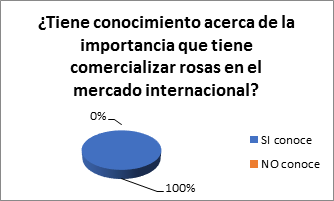 ¿Tiene conocimiento acerca de la
importancia que tiene
comercializar rosas en el
mercado internacional?
0%
SI conoce
NO conoce
100%